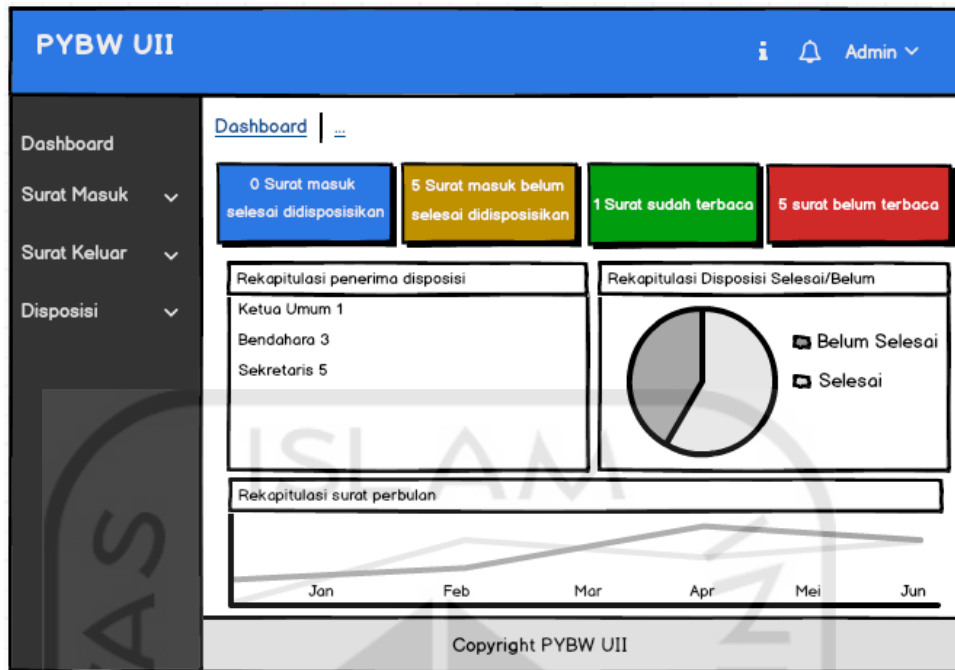 PYBW UII
i
Admin
Dashboard
Surat Masuk
Surat Keluar
Disposisi
Dashboard | ...
0 Surat masuk
selesai didisposisikan
5 Surat masuk belum
selesai didisposisikan
1 Surat sudah terbaca
5 surat belum terbaca
Rekapitulasi penerima disposisi
Ketua Umum 1
Bendahara 3
Sekretaris 5
Rekapitulasi Disposisi Selesai/Belum
Belum Selesai
Selesai
Rekapitulasi surat perbulan
Jan Feb Mar Apr Mei Jun
Copyright PYBW UII
ISLAM